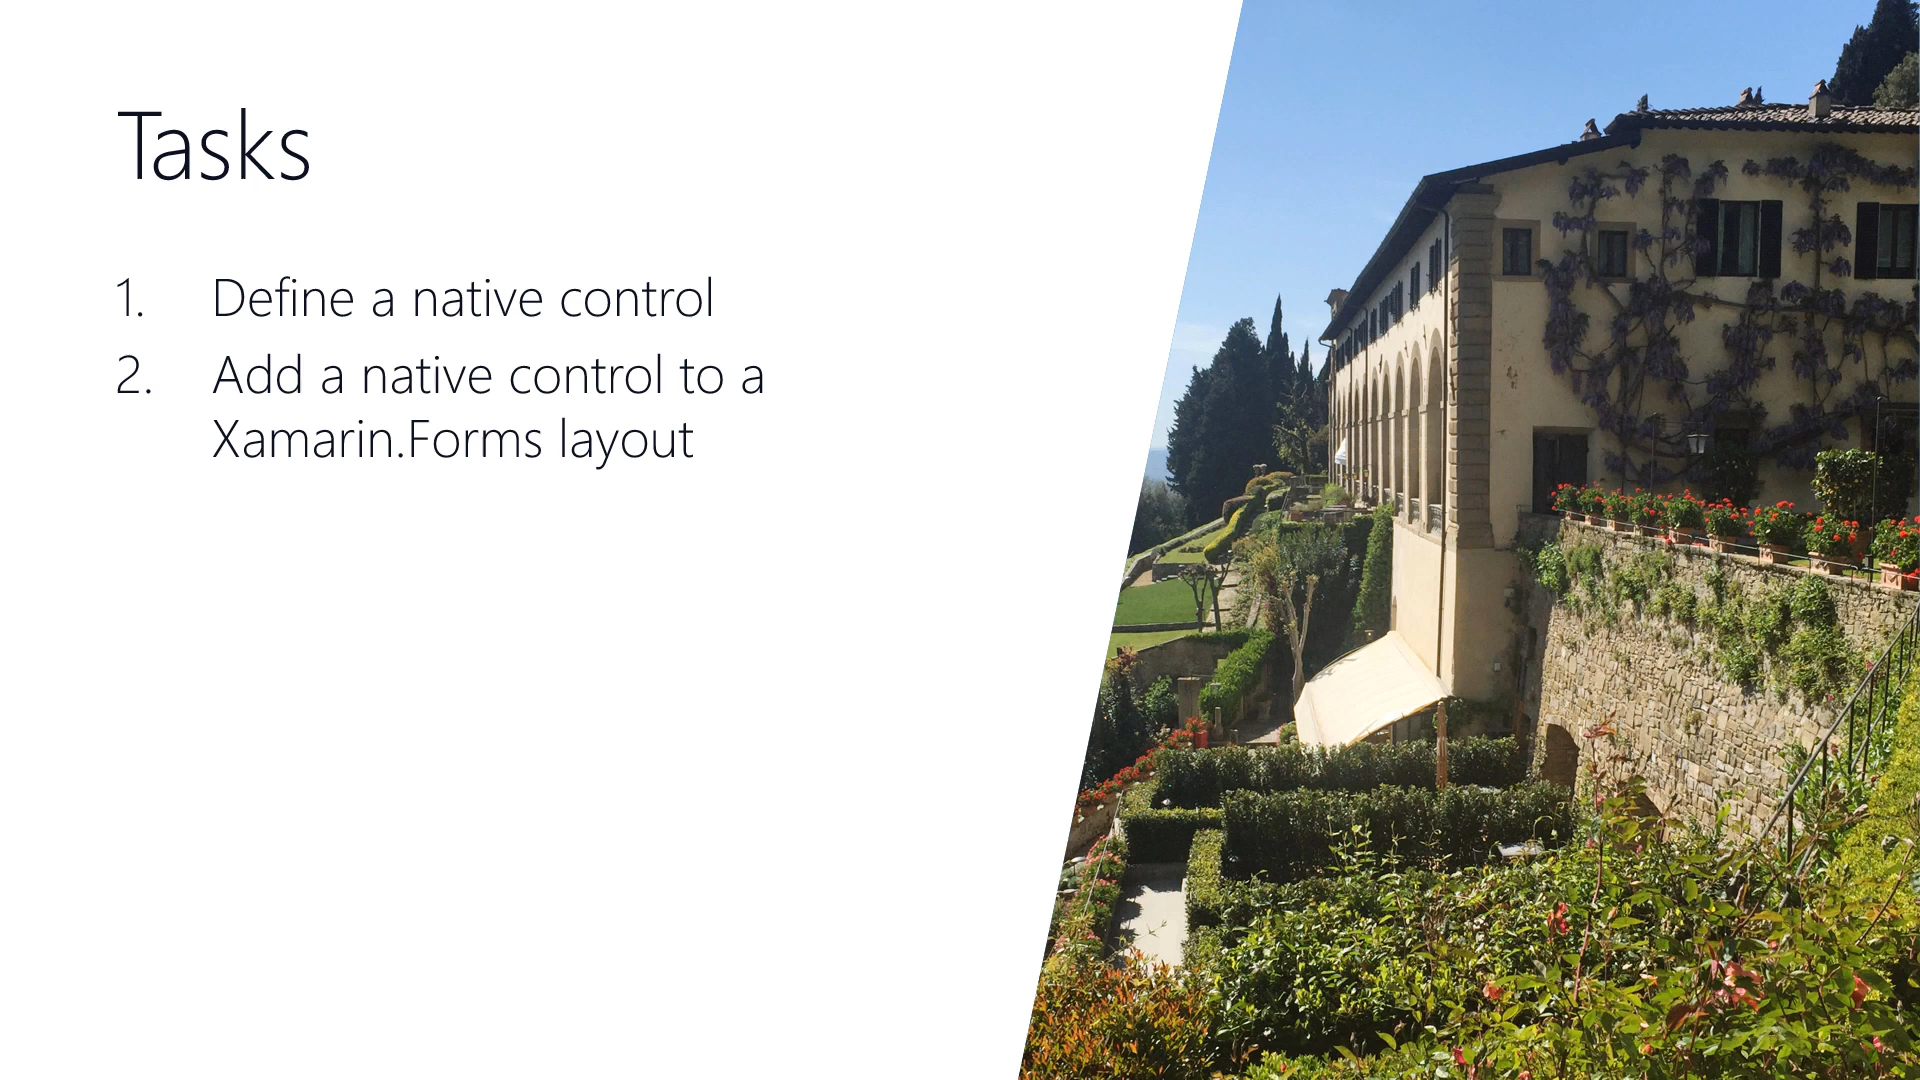 Tasks
1. Define a native control
2. Add a native control to a
Xamarin.Forms layout